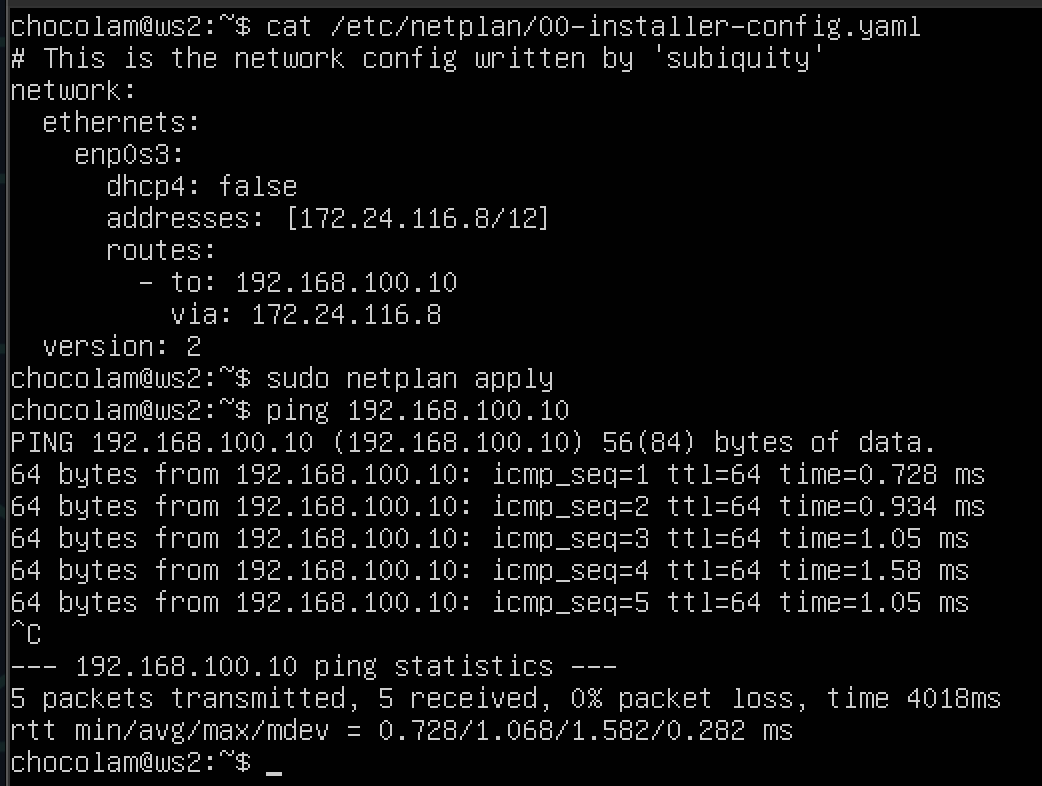 chocolam@ws2:~$ cat /etc/netplan/00-installer-config.yaml
# This is the network config written by 'subiquity'
network:
  ethernets:
    enp0s3:
      dhcp4: false
      addresses: [172.24.116.8/12]
      routes:
        - to: 192.168.100.10
          via: 172.24.116.8
  version: 2
chocolam@ws2:~$ sudo netplan apply
chocolam@ws2:~$ ping 192.168.100.10
PING 192.168.100.10 (192.168.100.10) 56(84) bytes of data.
64 bytes from 192.168.100.10: icmp_seq=1 ttl=64 time=0.728 ms
64 bytes from 192.168.100.10: icmp_seq=2 ttl=64 time=0.934 ms
64 bytes from 192.168.100.10: icmp_seq=3 ttl=64 time=1.05 ms
64 bytes from 192.168.100.10: icmp_seq=4 ttl=64 time=1.58 ms
64 bytes from 192.168.100.10: icmp_seq=5 ttl=64 time=1.05 ms
^C
--- 192.168.100.10 ping statistics ---
5 packets transmitted, 5 received, 0% packet loss, time 4018ms
rtt min/avg/max/mdev = 0.728/1.068/1.582/0.282 ms
chocolam@ws2:~$ _